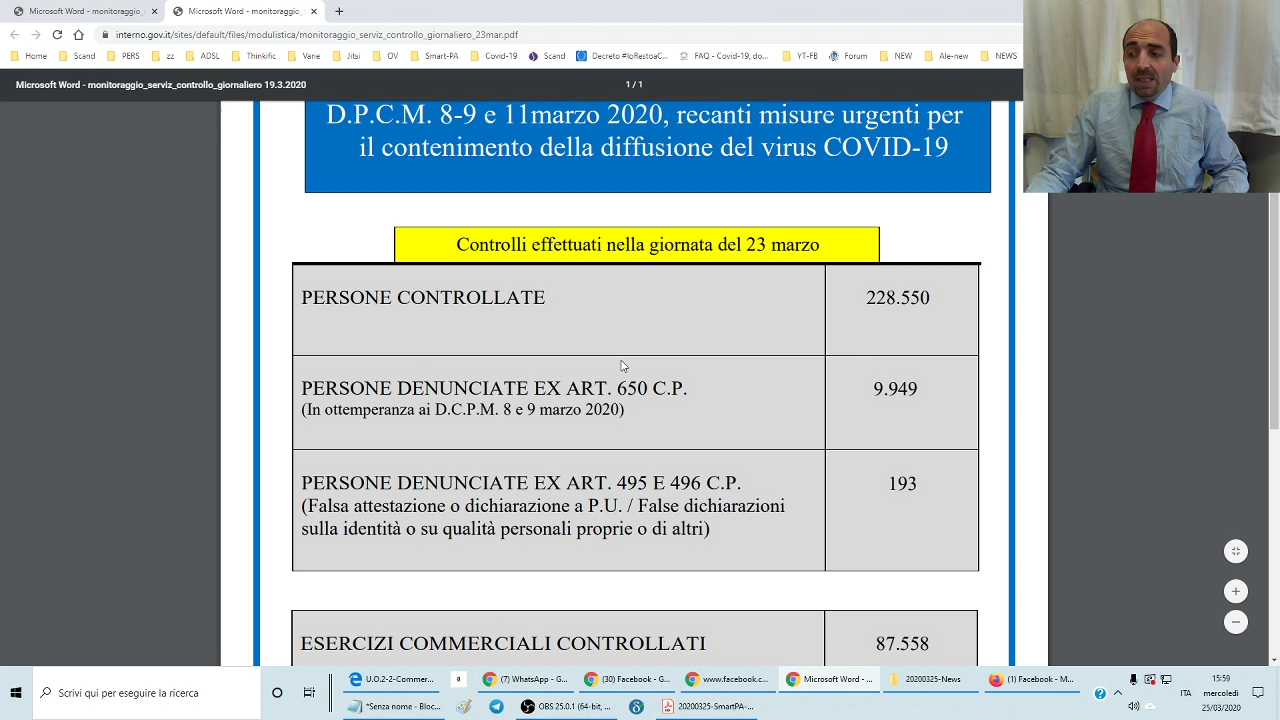 Microsoft Word - monitoraggio_s
Microsoft Word - monitoraggio_s
interno.gov.it/sites/default/files/modulistica/monitoraggio_serviz_controllo_giornaliero_23mar.pdf
Home Scand PERS zz ADSL Thinkific Varie Jitsi OV Smart-PA Covid-19 Scand Decreto #IoRestoaC... FAQ - Covid-19, do... YT-FB Forum NEW Ale-new NEWS
Microsoft Word - monitoraggio_serviz_controllo_giornaliero 19.3.2020 1 / 1
D.P.C.M. 8-9 e 11marzo 2020, recanti misure urgenti per
il contenimento della diffusione del virus COVID-19
Controlli effettuati nella giornata del 23 marzo
PERSONE CONTROLLATE 228.550
PERSONE DENUNCIATE EX ART. 650 C.P. 9.949
(In ottemperanza ai D.C.P.M. 8 e 9 marzo 2020)
PERSONE DENUNCIATE EX ART. 495 E 496 C.P. 193
(Falsa attestazione o dichiarazione a P.U. / False dichiarazioni
sulla identità o su qualità personali proprie o di altri)
ESERCIZI COMMERCIALI CONTROLLATI 87.558
Scrivi qui per eseguire la ricerca
U.O.2-2-Commer... a (7) WhatsApp - G... (30) Facebook - G... www.facebook.c... Microsoft Word - ... 20200325-News (1) Facebook - M...
*Senza nome - Bloc... OBS 25.0.1 (64-bit, ... 20200325-SmartPA-...
ITA
15:59
mercoledì
25/03/2020